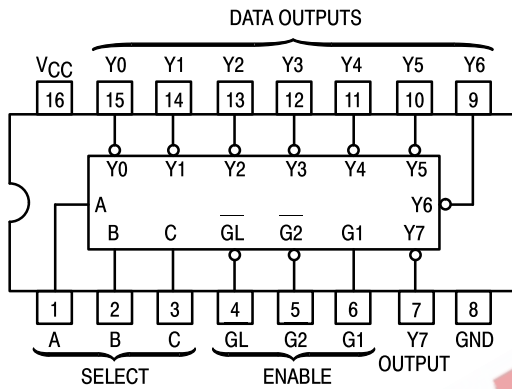 DATA OUTPUTS
VCC Y0 Y1 Y2 Y3 Y4 Y5 Y6
16 15 14 13 12 11 10 9
Y0 Y1 Y2 Y3 Y4 Y5
A Y6
B C G̅L̅ G̅2̅ G1 Y7
1 2 3 4 5 6 7 8
A B C GL G2 G1 Y7 GND
OUTPUT
SELECT ENABLE